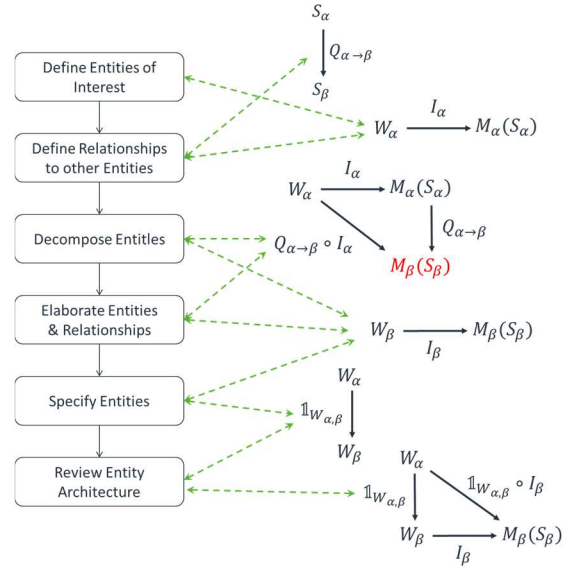 S_α
Q_{α→β}
S_β
Define Entities of
Interest
W_α I_α M_α(S_α)
Define Relationships
to other Entities
W_α I_α M_α(S_α)
Q_{α→β}
Decompose Entitles
Q_{α→β} ∘ I_α
M_β(S_β)
Elaborate Entities
& Relationships
W_β I_β M_β(S_β)
Specify Entities
W_α
𝟙_{W_{α,β}}
W_β
Review Entity
Architecture
W_α
𝟙_{W_{α,β}} 𝟙_{W_{α,β}} ∘ I_β
W_β I_β M_β(S_β)